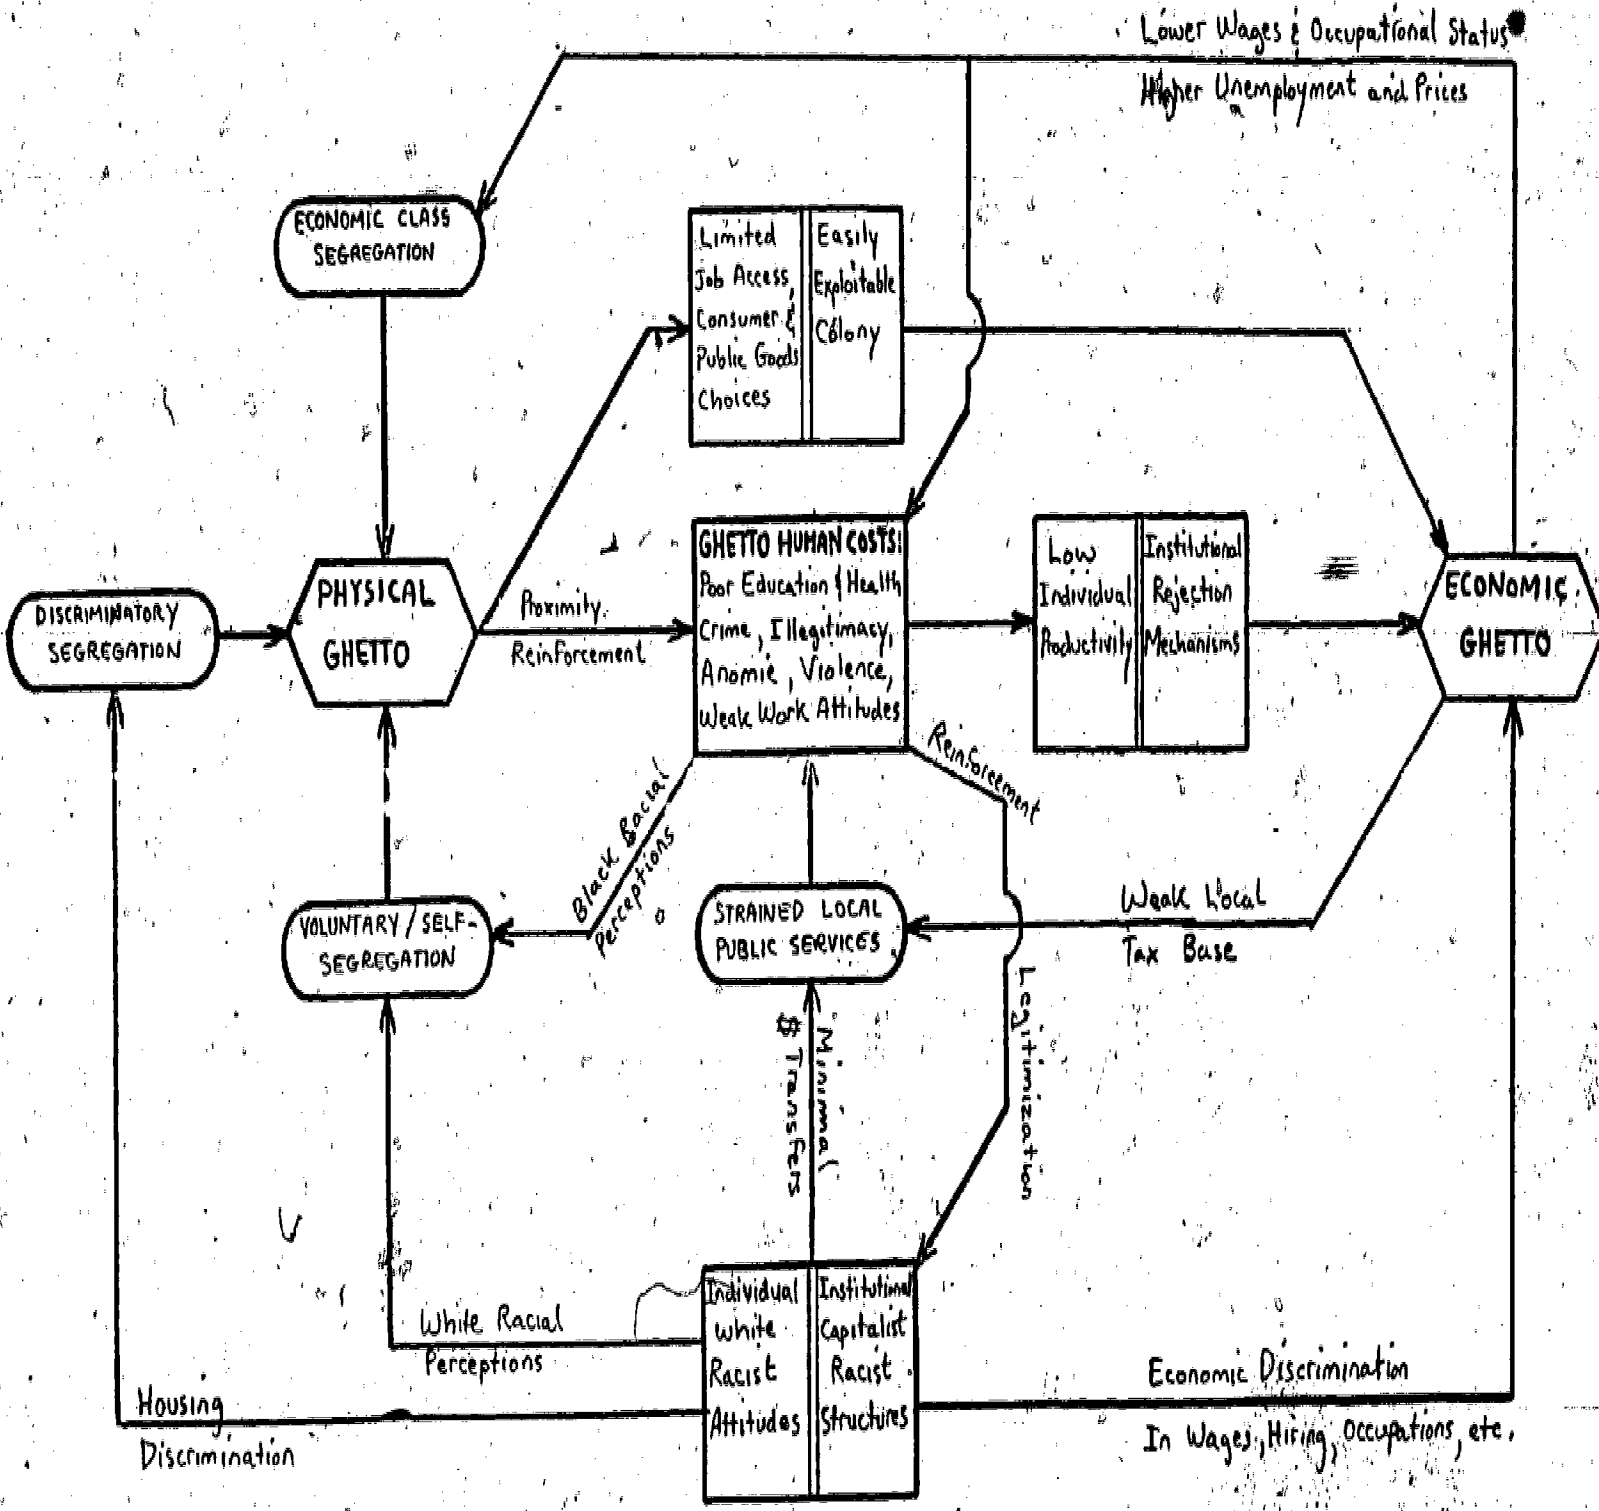 Lower Wages & Occupational Status
Higher Unemployment and Prices
ECONOMIC CLASS
SEGREGATION
Limited
Job Access,
Consumer &
Public Goods
Choices
Easily
Exploitable
Colony
DISCRIMINATORY
SEGREGATION
PHYSICAL
GHETTO
Proximity
Reinforcement
GHETTO HUMAN COSTS:
Poor Education & Health
Crime, Illegitimacy,
Anomie, Violence,
Weak Work Attitudes
Low
Individual
Productivity
Institutional
Rejection
Mechanisms
ECONOMIC
GHETTO
Reinforcement
Black Racial
Perceptions
VOLUNTARY/SELF-
SEGREGATION
STRAINED LOCAL
PUBLIC SERVICES
Weak Local
Tax Base
Legitimization
Minimal
$ Transfers
White Racial
Perceptions
Individual
White
Racist
Attitudes
Institutional
Capitalist
Racist
Structures
Housing
Discrimination
Economic Discrimination
In Wages, Hiring, Occupations, etc.